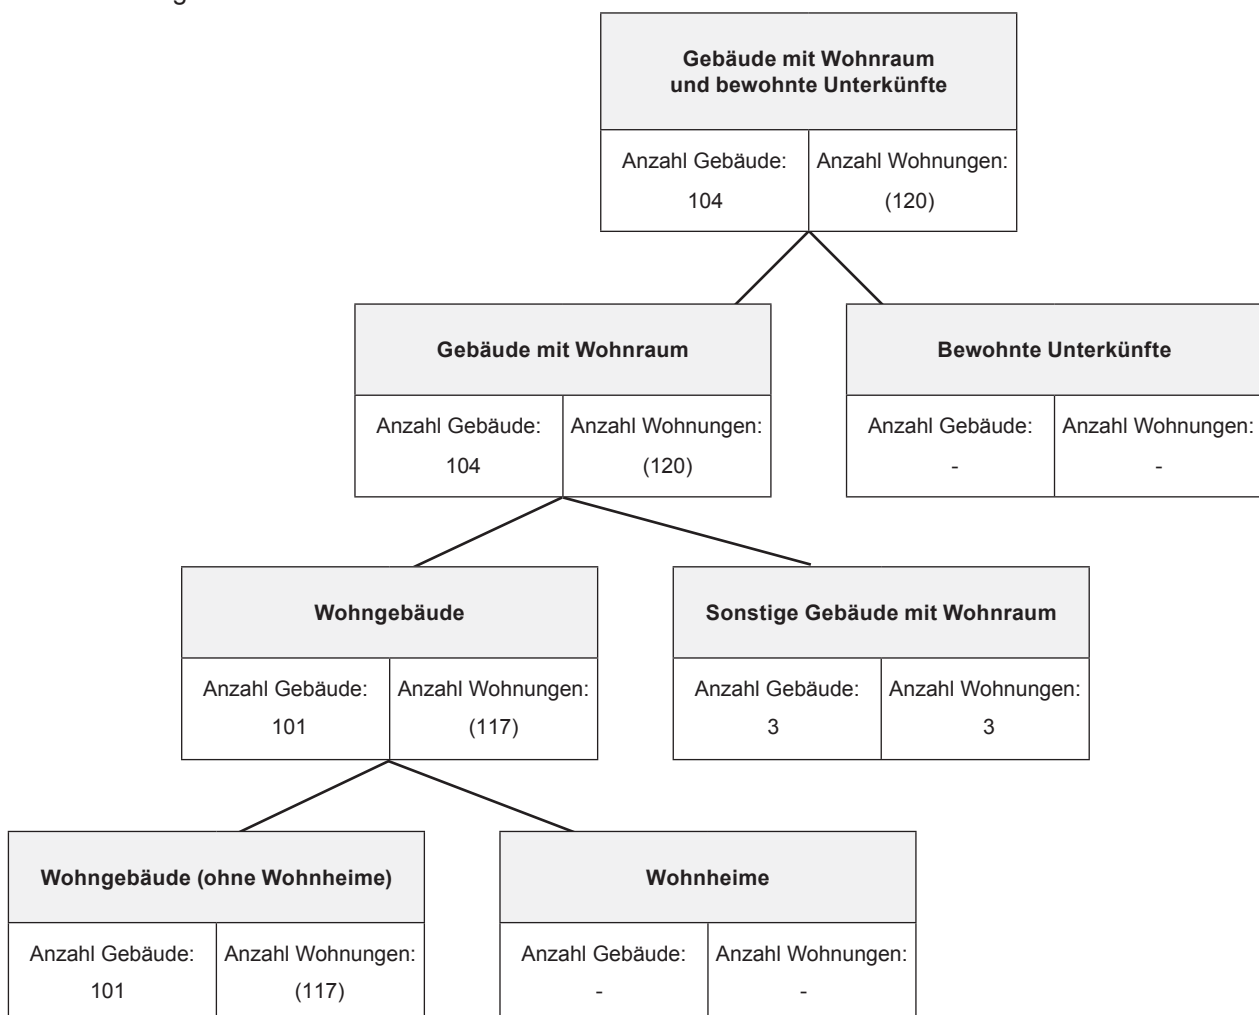 Gebäude mit Wohnraum
und bewohnte Unterkünfte
Anzahl Gebäude: Anzahl Wohnungen:
104 (120)
Gebäude mit Wohnraum
Anzahl Gebäude: Anzahl Wohnungen:
104 (120)
Bewohnte Unterkünfte
Anzahl Gebäude: Anzahl Wohnungen:
- -
Wohngebäude
Anzahl Gebäude: Anzahl Wohnungen:
101 (117)
Sonstige Gebäude mit Wohnraum
Anzahl Gebäude: Anzahl Wohnungen:
3 3
Wohngebäude (ohne Wohnheime)
Anzahl Gebäude: Anzahl Wohnungen:
101 (117)
Wohnheime
Anzahl Gebäude: Anzahl Wohnungen:
- -